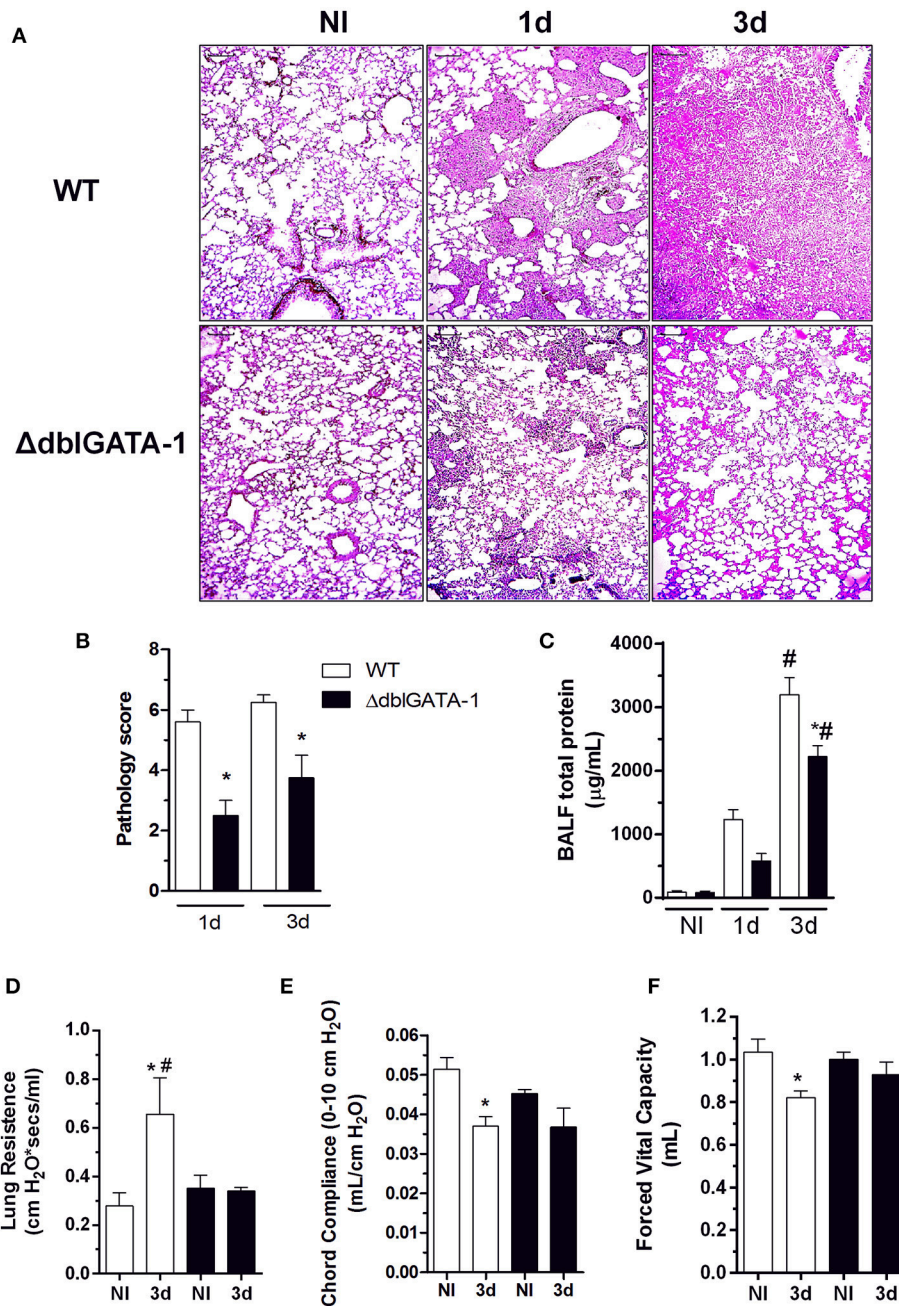 A
NI 1d 3d
WT
ΔdblGATA-1
B
Pathology score
8
6
4
2
0
1d 3d
WT
ΔdblGATA-1
*
*
C
BALF total protein
(μg/mL)
4000
3000
2000
1000
0
NI 1d 3d
#
*#
D
Lung Resistence
(cm H₂O*secs/ml)
1.0
0.8
0.6
0.4
0.2
0.0
* #
NI 3d NI 3d
E
Chord Compliance (0-10 cm H₂O)
(mL/cm H₂O)
0.06
0.05
0.04
0.03
0.02
0.01
0.00
*
NI 3d NI 3d
F
Forced Vital Capacity
(mL)
1.2
1.0
0.8
0.6
0.4
0.2
0.0
*
NI 3d NI 3d